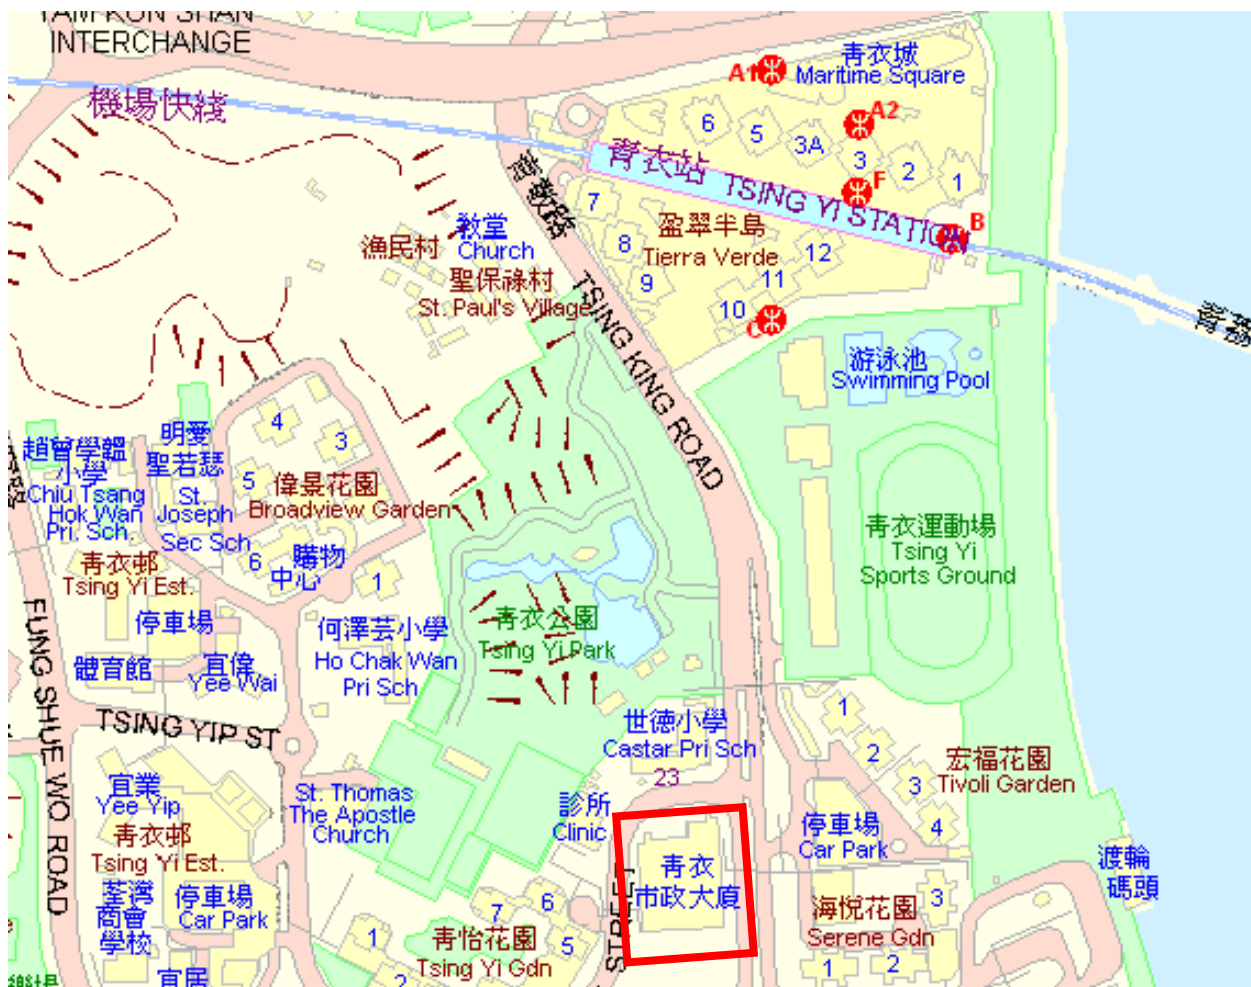 TAM KON SHAN
INTERCHANGE
機場快綫
青衣城
Maritime Square
A1
A2
6
5
3A
3
2
1
F
B
青衣站 TSING YI STATION
青敬路
TSING KING ROAD
7
8
9
盈翠半島
Tierra Verde
12
11
10
C
漁民村
教堂
Church
聖保祿村
St. Paul's Village
游泳池
Swimming Pool
4
3
5
6
1
偉景花園
Broadview Garden
購物
中心
明愛
聖若瑟
St.
Joseph
Sec Sch
趙曾學韞
小學
Chiu Tsang
Hok Wan
Pri. Sch.
青衣邨
Tsing Yi Est.
停車場
體育館
宜偉
Yee Wai
何澤芸小學
Ho Chak Wan
Pri Sch
青衣公園
Tsing Yi Park
青衣運動場
Tsing Yi
Sports Ground
FUNG SHUE WO ROAD
TSING YIP ST
世德小學
Castar Pri Sch
23
1
2
3
4
宏福花園
Tivoli Garden
宜業
Yee Yip
青衣邨
Tsing Yi Est.
St. Thomas
The Apostle
Church
診所
Clinic
停車場
Car Park
渡輪
碼頭
荃灣
商會
學校
停車場
Car Park
宜居
青衣
市政大廈
STREET
海悅花園
Serene Gdn
3
1
2
7
6
5
1
2
青怡花園
Tsing Yi Gdn